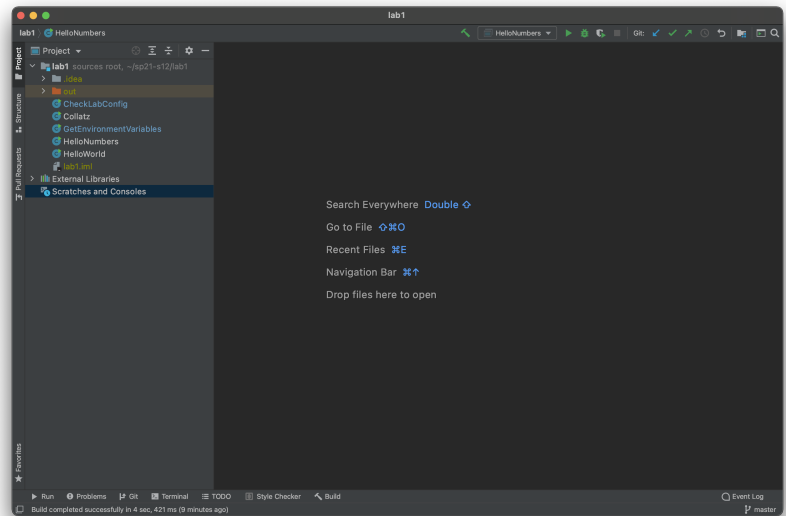 lab1
lab1 HelloNumbers
HelloNumbers Git:
Project
Project
lab1 sources root, ~/sp21-s12/lab1
.idea
out
CheckLabConfig
Collatz
GetEnvironmentVariables
HelloNumbers
HelloWorld
lab1.iml
External Libraries
Scratches and Consoles
Structure
Pull Requests
Favorites
Search Everywhere Double ⇧
Go to File ⇧⌘O
Recent Files ⌘E
Navigation Bar ⌘↑
Drop files here to open
Run Problems Git Terminal TODO Style Checker Build Event Log
Build completed successfully in 4 sec, 421 ms (9 minutes ago) master